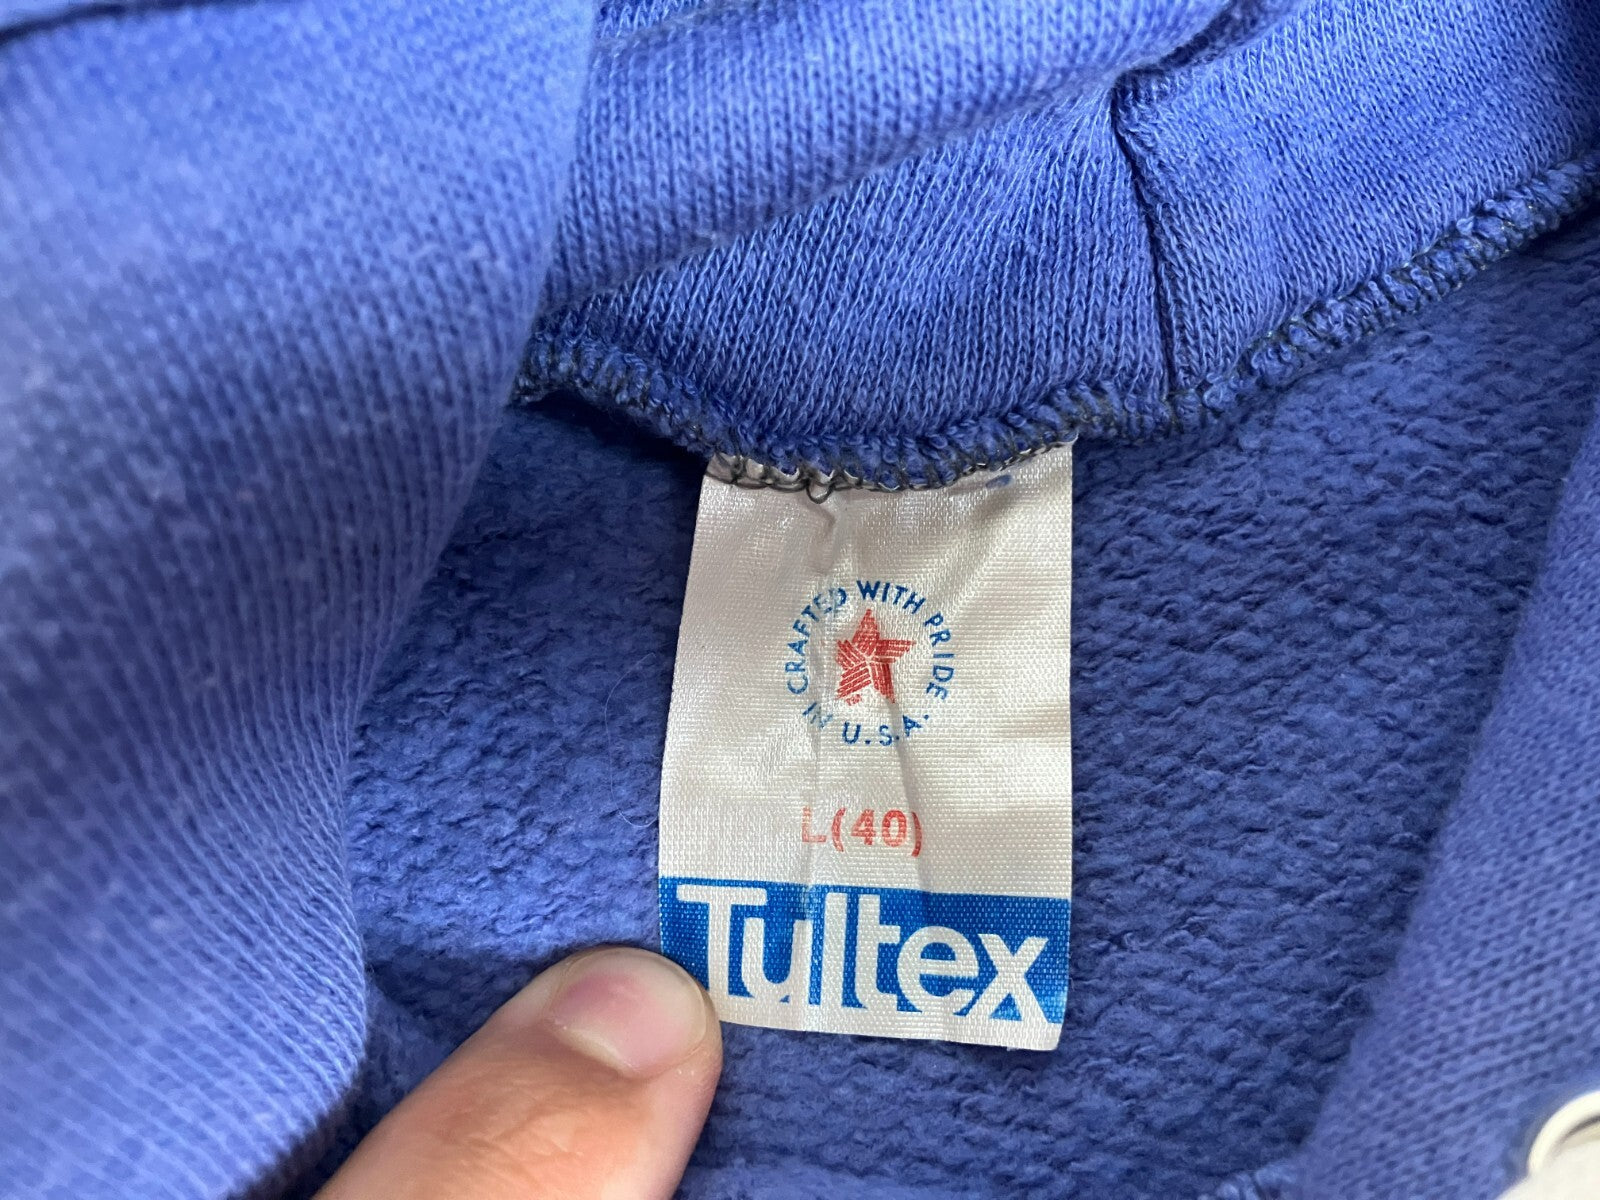 CRAFTED WITH PRIDE
IN U.S.A.
L(40)
Tultex